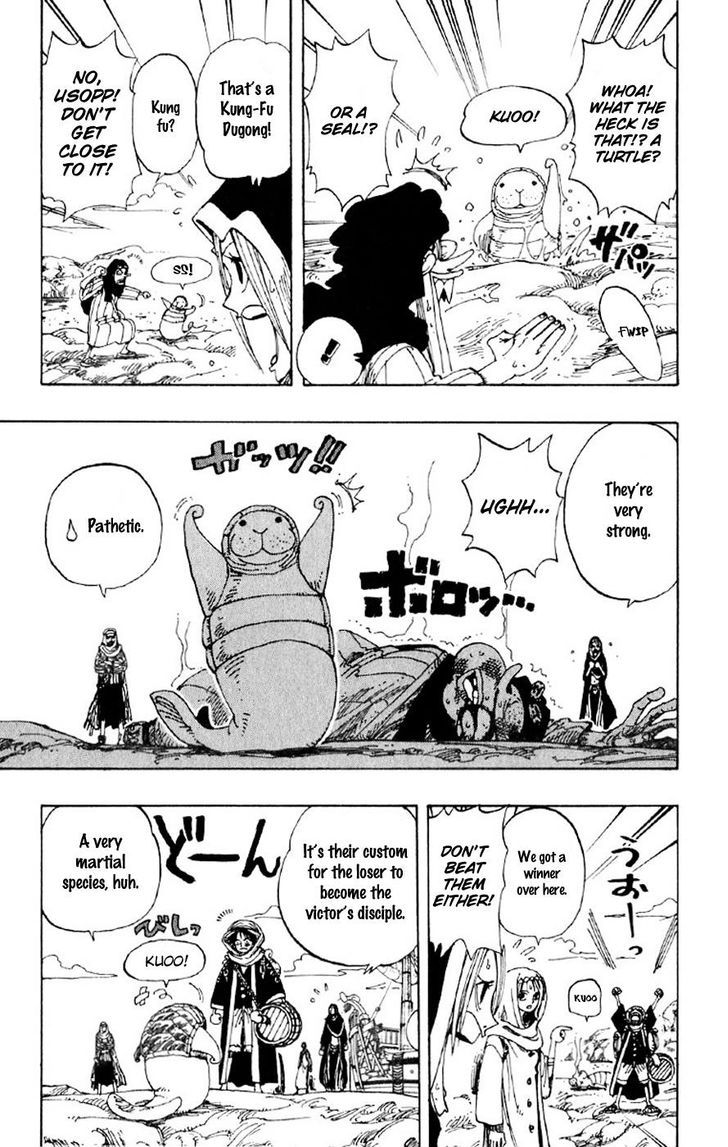 WHOA!
WHAT THE
HECK IS
THAT!? A
TURTLE?
KUOO!
OR A
SEAL!?
ザパッ
FWSP
!!
That's a
Kung-Fu
Dugong!
Kung
fu?
NO,
USOPP!
DON'T
GET
CLOSE
TO IT!
SS!
They're
very
strong.
UGHH...
ガッツ!!
ボロッ...
Pathetic.
うおーっ
We got a
winner
over here.
DON'T
BEAT
THEM
EITHER!
KUOO
It's their custom
for the loser to
become the
victor's disciple.
どーん
A very
martial
species, huh.
びしっ
KUOO!